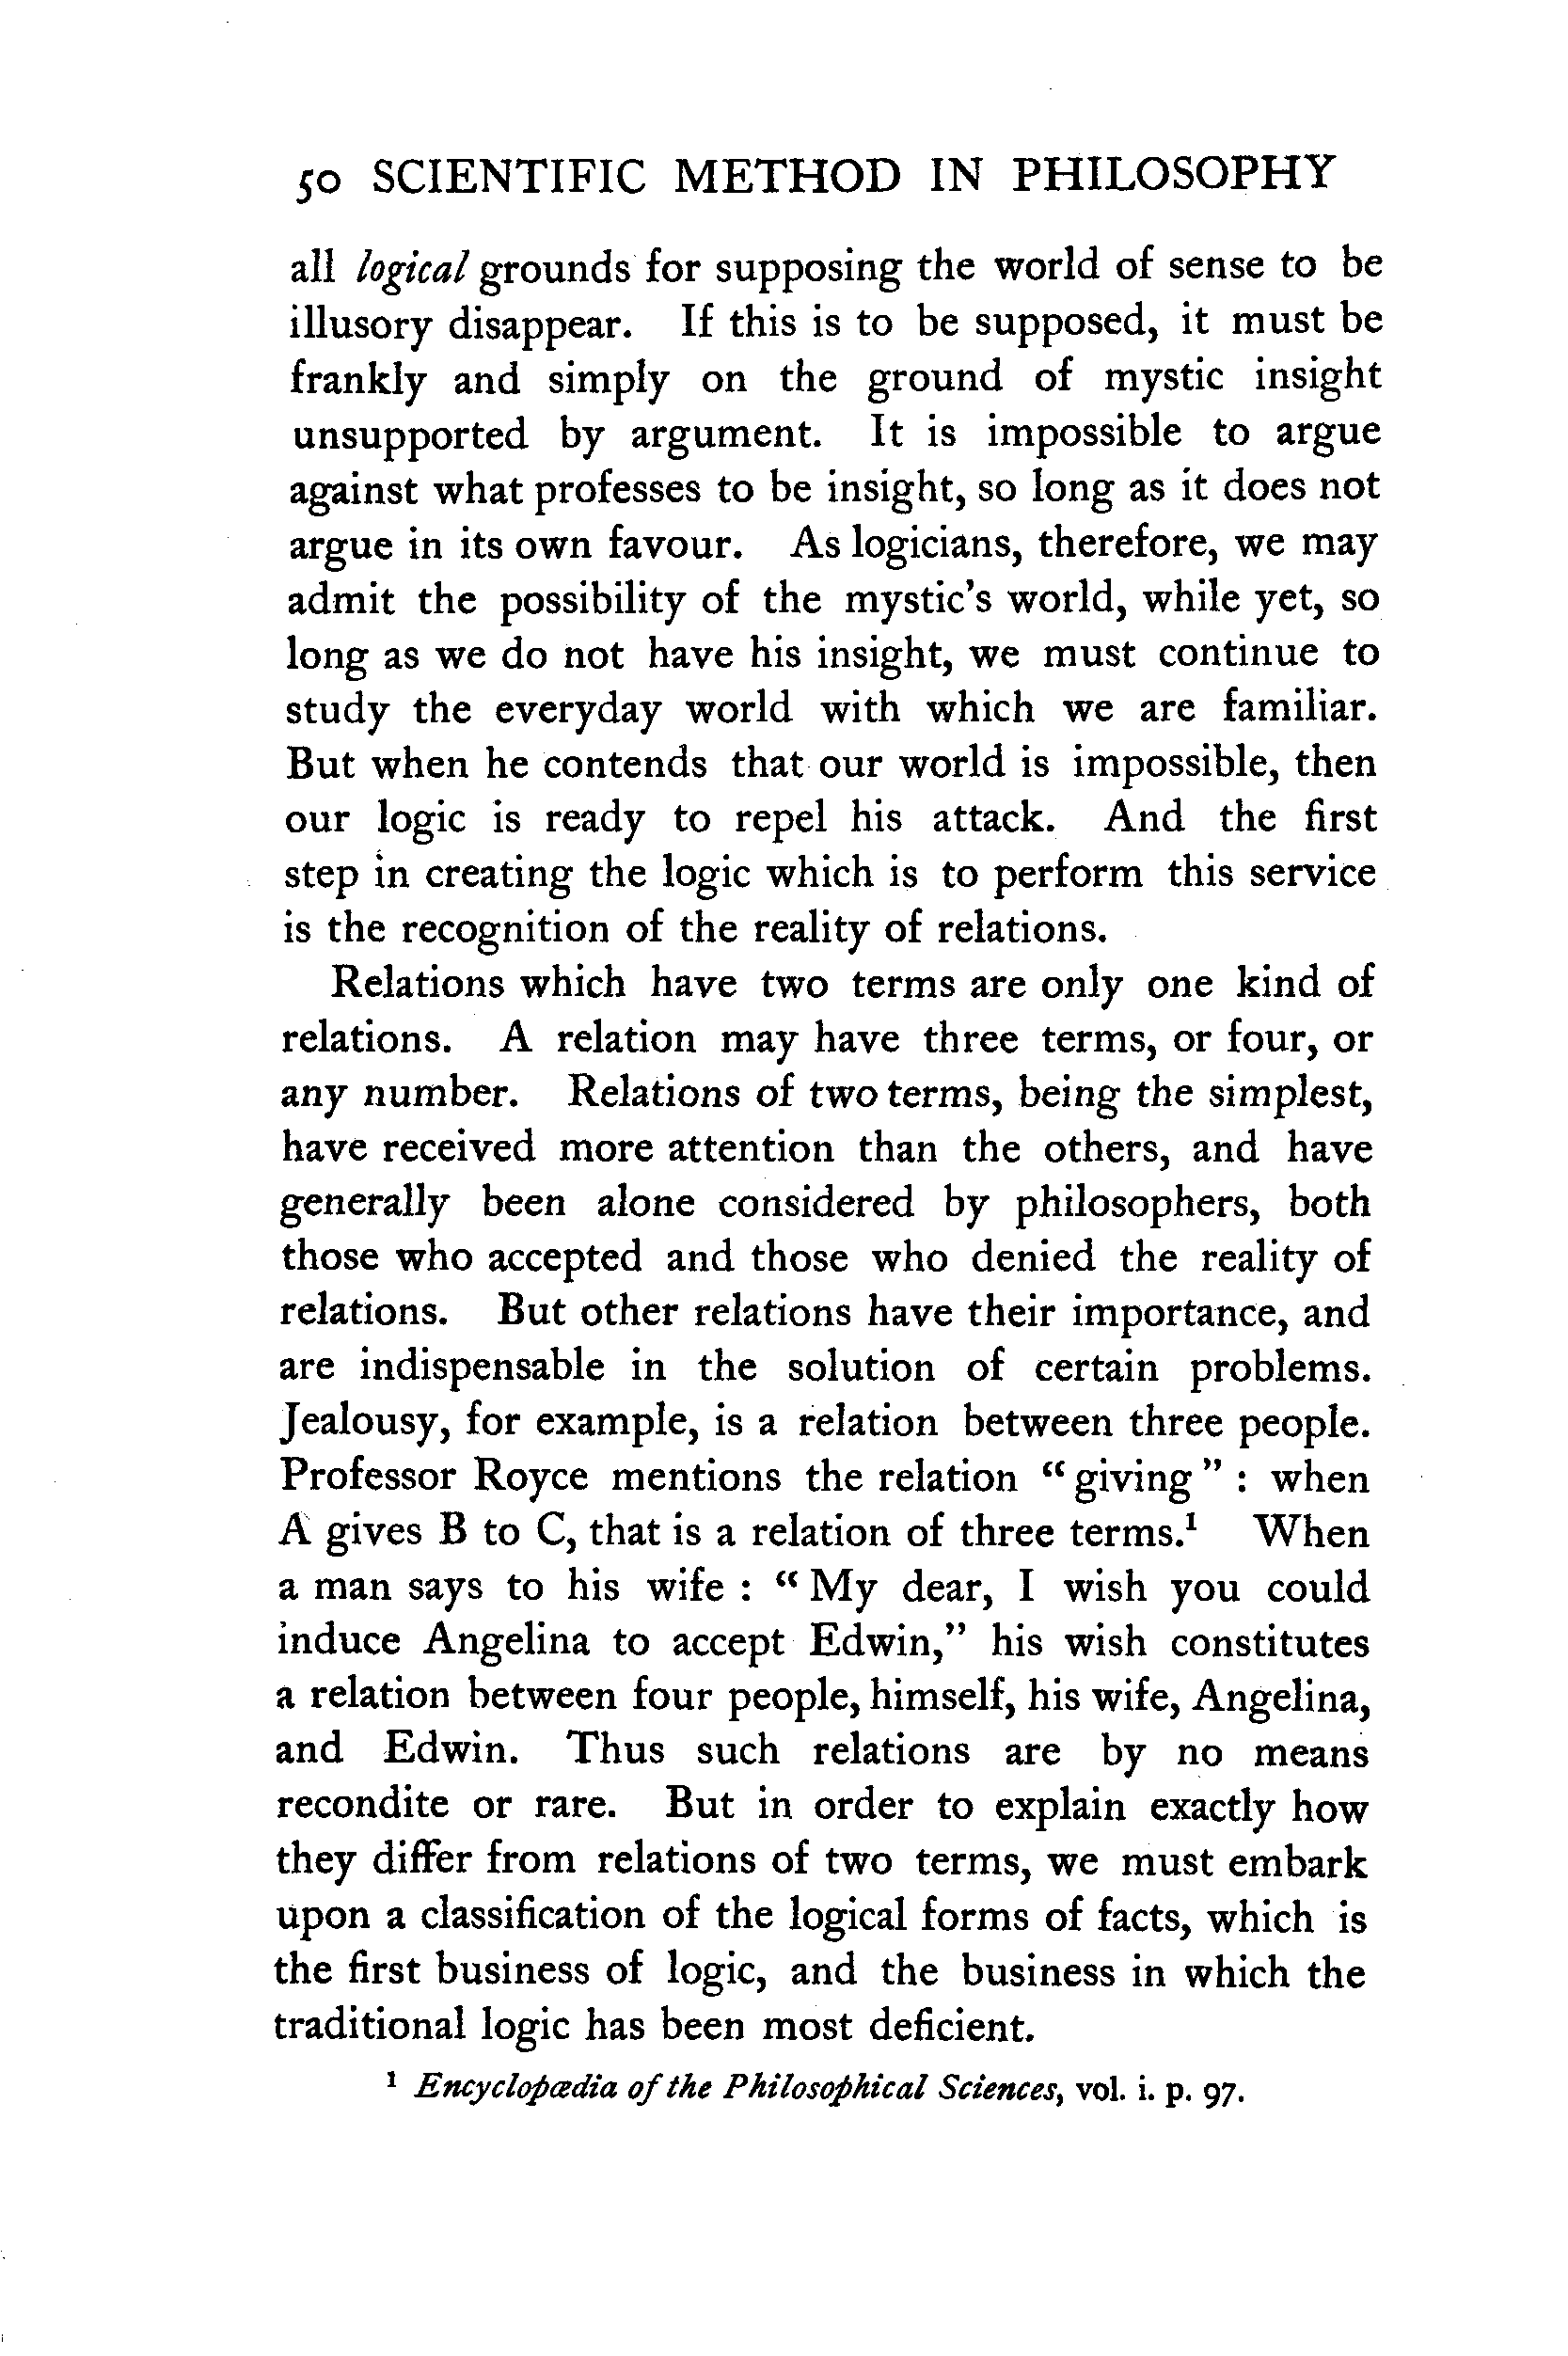 50 SCIENTIFIC METHOD IN PHILOSOPHY
all logical grounds for supposing the world of sense to be
illusory disappear. If this is to be supposed, it must be
frankly and simply on the ground of mystic insight
unsupported by argument. It is impossible to argue
against what professes to be insight, so long as it does not
argue in its own favour. As logicians, therefore, we may
admit the possibility of the mystic's world, while yet, so
long as we do not have his insight, we must continue to
study the everyday world with which we are familiar.
But when he contends that our world is impossible, then
our logic is ready to repel his attack. And the first
step in creating the logic which is to perform this service
is the recognition of the reality of relations.
Relations which have two terms are only one kind of
relations. A relation may have three terms, or four, or
any number. Relations of two terms, being the simplest,
have received more attention than the others, and have
generally been alone considered by philosophers, both
those who accepted and those who denied the reality of
relations. But other relations have their importance, and
are indispensable in the solution of certain problems.
Jealousy, for example, is a relation between three people.
Professor Royce mentions the relation “giving”: when
A gives B to C, that is a relation of three terms.¹ When
a man says to his wife : “My dear, I wish you could
induce Angelina to accept Edwin,” his wish constitutes
a relation between four people, himself, his wife, Angelina,
and Edwin. Thus such relations are by no means
recondite or rare. But in order to explain exactly how
they differ from relations of two terms, we must embark
upon a classification of the logical forms of facts, which is
the first business of logic, and the business in which the
traditional logic has been most deficient.
¹ Encyclopædia of the Philosophical Sciences, vol. i. p. 97.